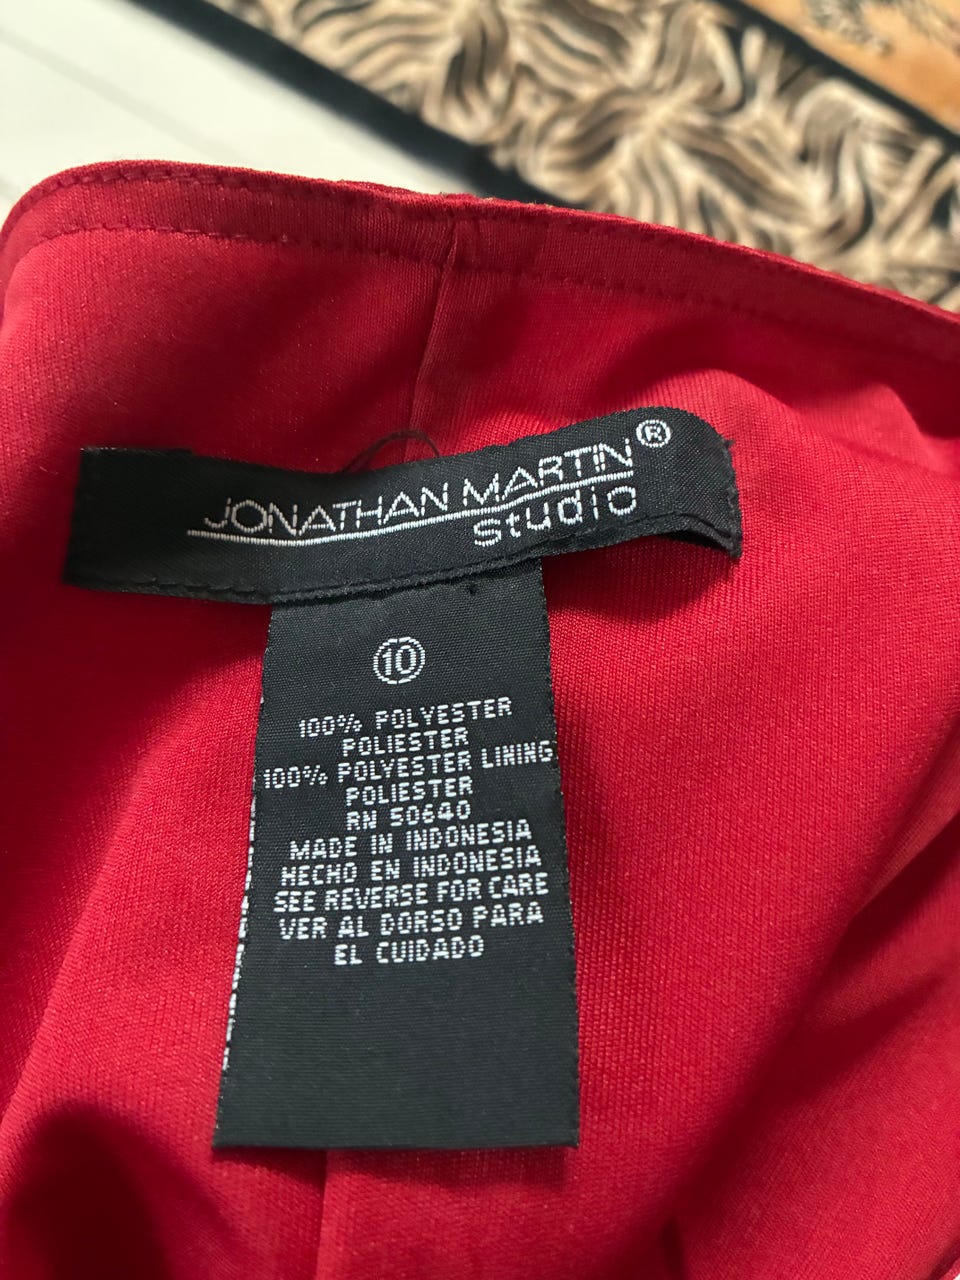 JONATHAN MARTIN®
Studio
10
100% POLYESTER
POLIESTER
100% POLYESTER LINING
POLIESTER
RN 50640
MADE IN INDONESIA
HECHO EN INDONESIA
SEE REVERSE FOR CARE
VER AL DORSO PARA
EL CUIDADO